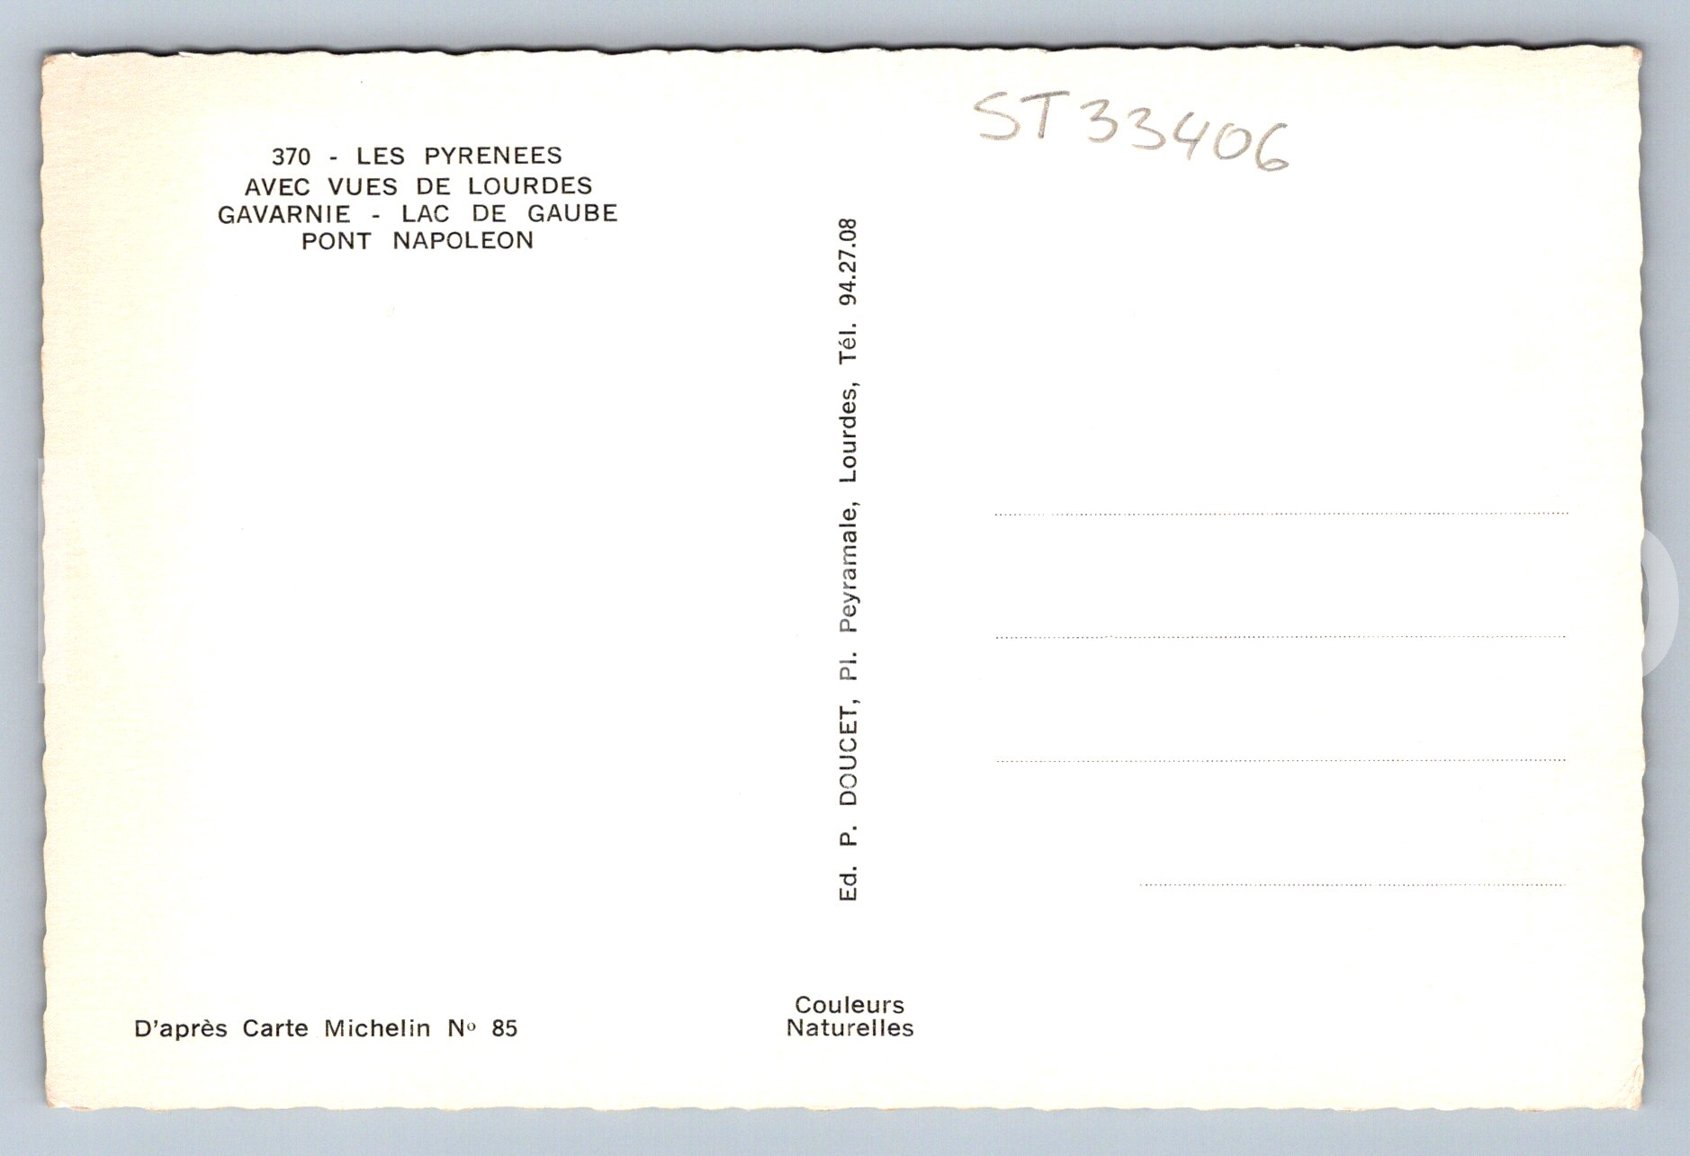 370 - LES PYRENEES
AVEC VUES DE LOURDES
GAVARNIE - LAC DE GAUBE
PONT NAPOLEON
ST33406
Ed. P. DOUCET, Pl. Peyramale, Lourdes, Tél. 94.27.08
D'après Carte Michelin Nº 85
Couleurs
Naturelles